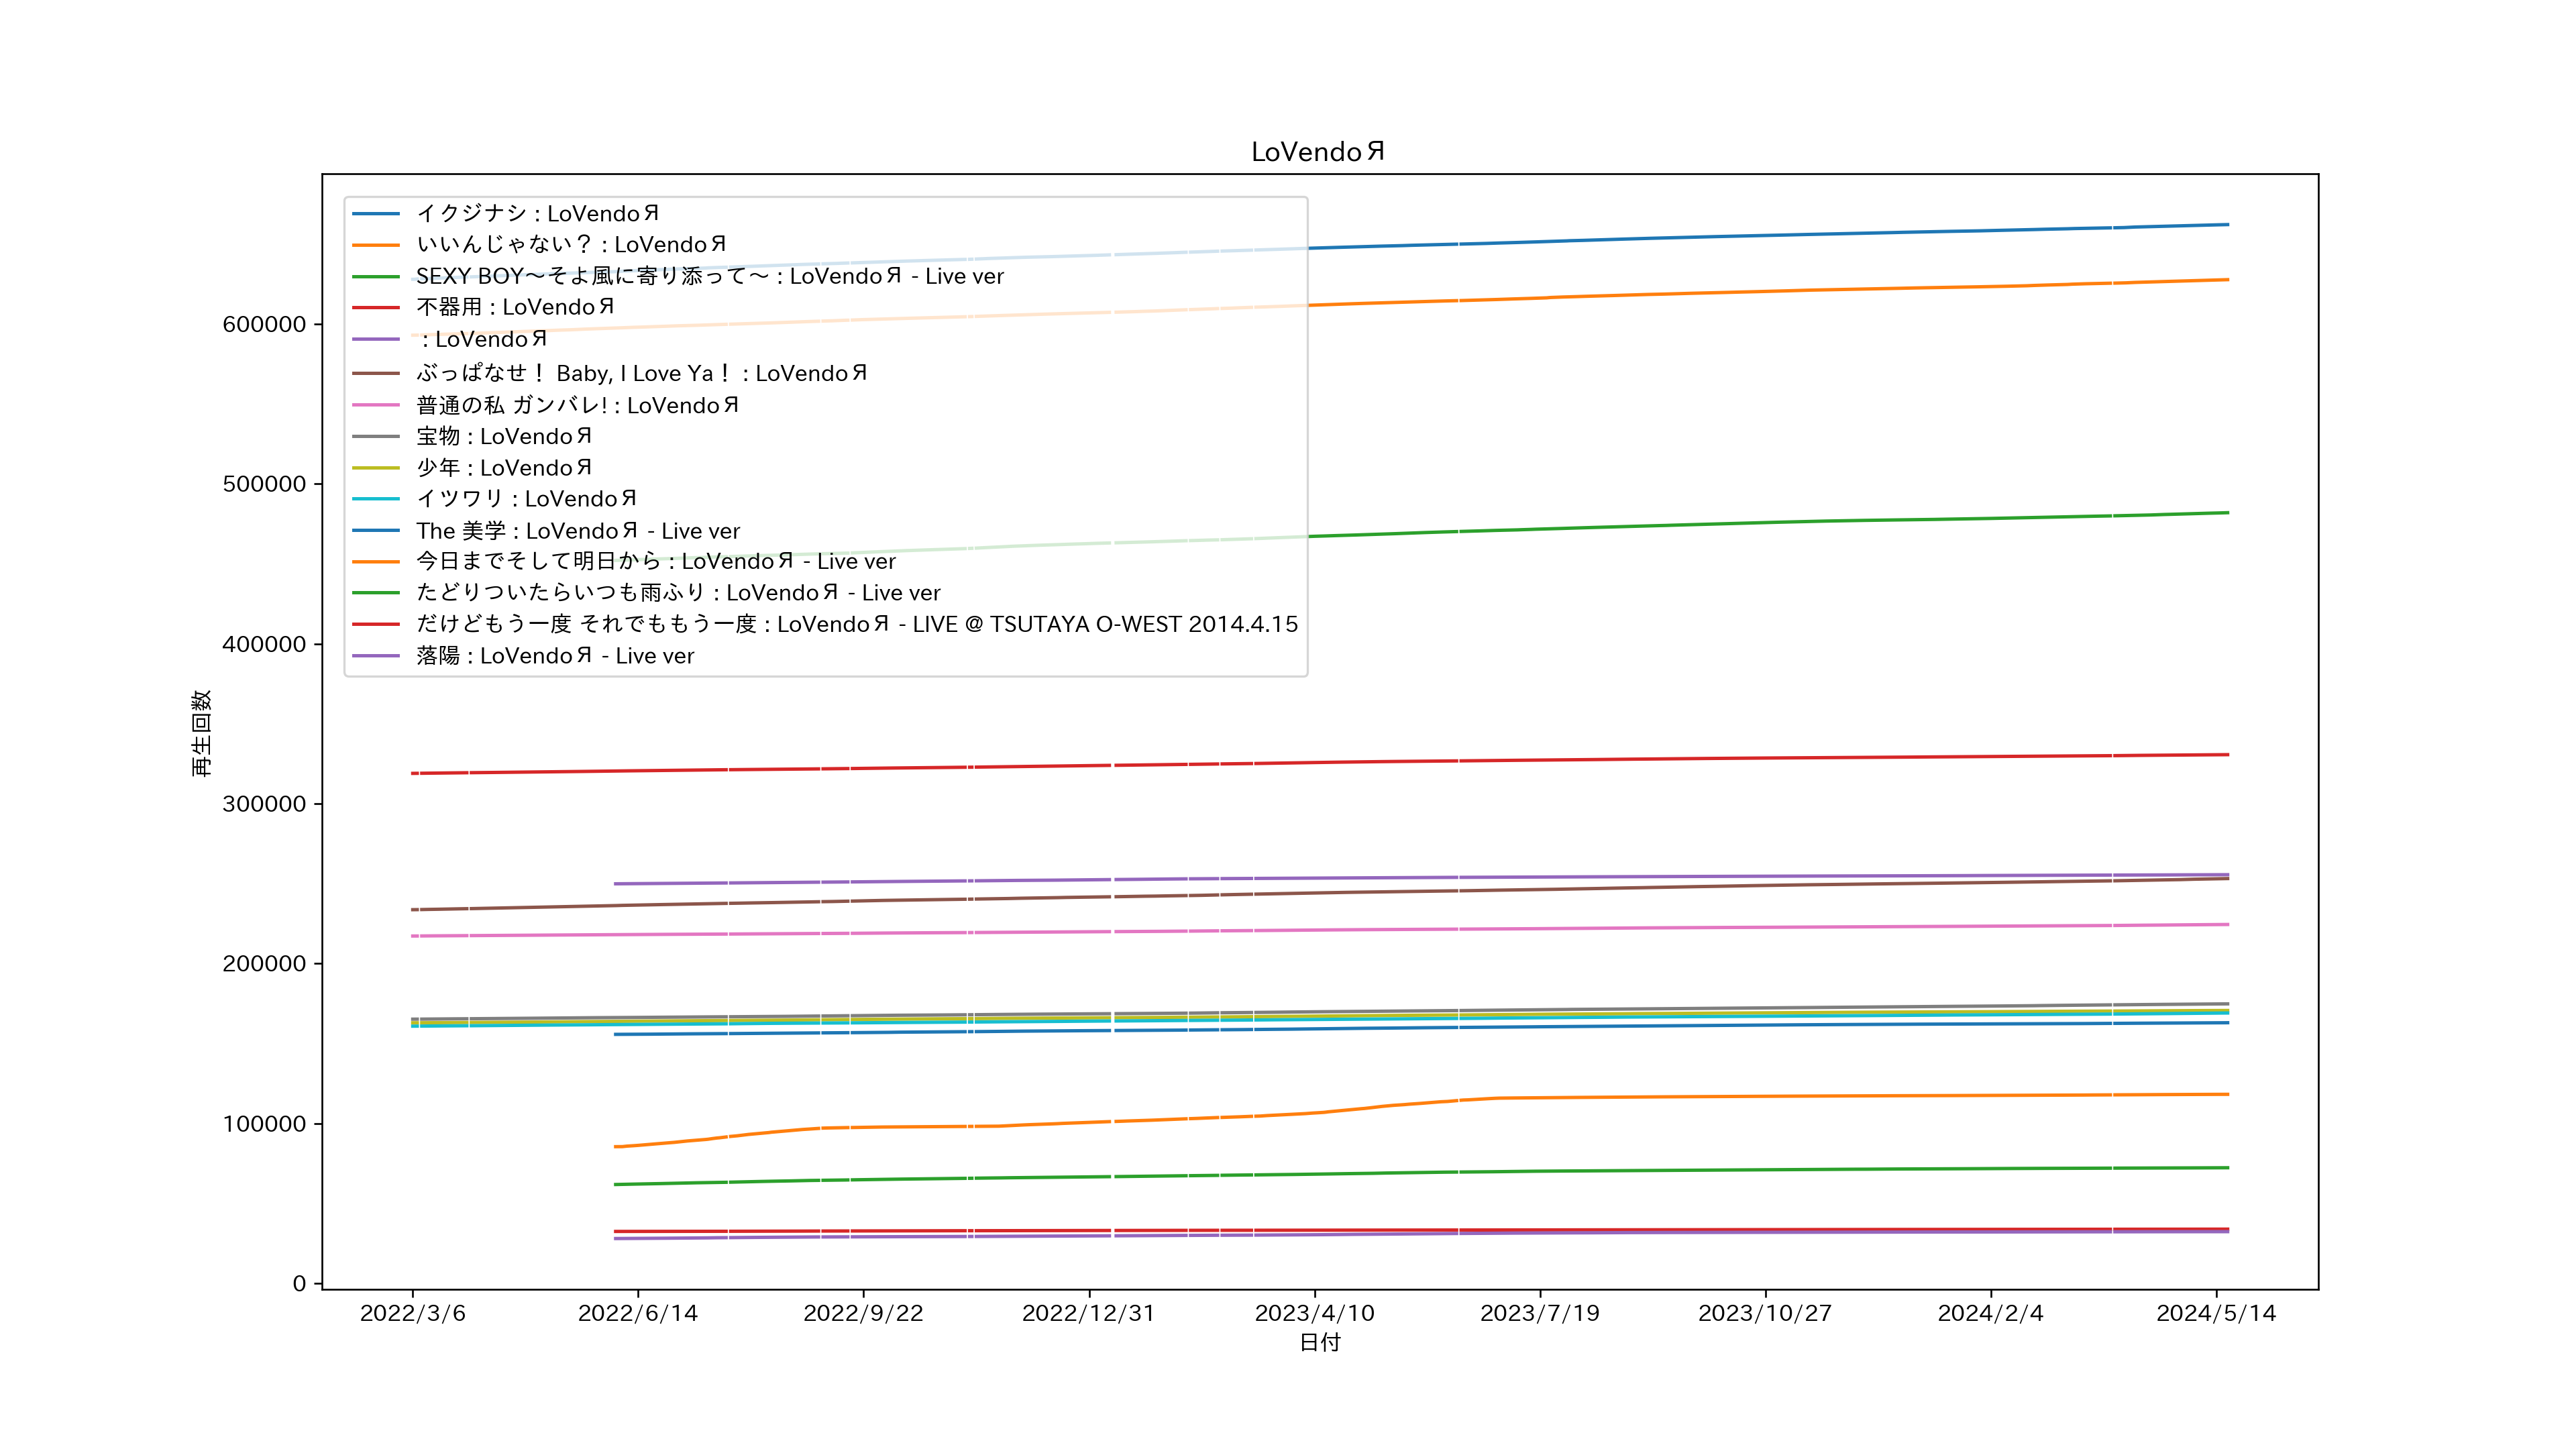 LoVendoЯ
イクジナシ : LoVendoЯ
いいんじゃない？ : LoVendoЯ
SEXY BOY～そよ風に寄り添って～ : LoVendoЯ - Live ver
不器用 : LoVendoЯ
: LoVendoЯ
ぶっぱなせ！ Baby, I Love Ya！ : LoVendoЯ
普通の私 ガンバレ! : LoVendoЯ
宝物 : LoVendoЯ
少年 : LoVendoЯ
イツワリ : LoVendoЯ
The 美学 : LoVendoЯ - Live ver
今日までそして明日から : LoVendoЯ - Live ver
たどりついたらいつも雨ふり : LoVendoЯ - Live ver
だけどもう一度 それでももう一度 : LoVendoЯ - LIVE @ TSUTAYA O-WEST 2014.4.15
落陽 : LoVendoЯ - Live ver
再生回数
600000
500000
400000
300000
200000
100000
0
2022/3/6 2022/6/14 2022/9/22 2022/12/31 2023/4/10 2023/7/19 2023/10/27 2024/2/4 2024/5/14
日付